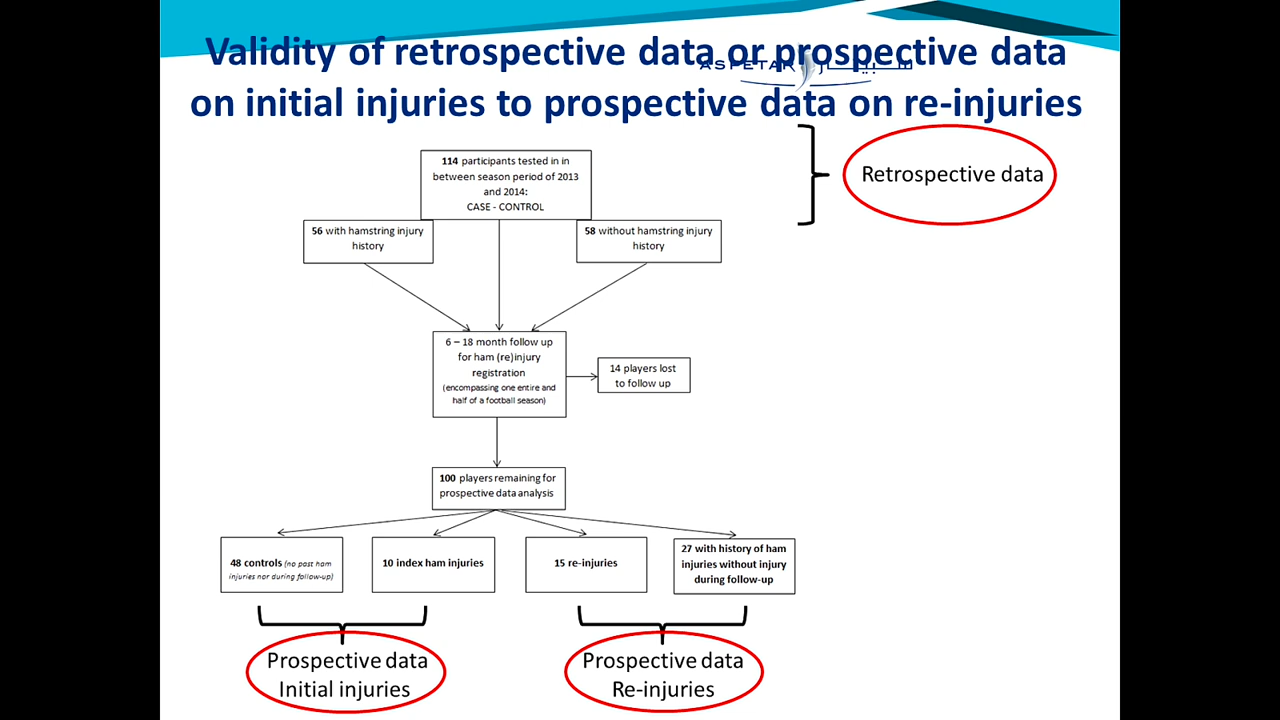 Validity of retrospective data or prospective data
ASPETAR سبيتار
on initial injuries to prospective data on re-injuries
114 participants tested in in
between season period of 2013
and 2014:
CASE - CONTROL
Retrospective data
56 with hamstring injury
history
58 without hamstring injury
history
6 – 18 month follow up
for ham (re)injury
registration
(encompassing one entire and
half of a football season)
14 players lost
to follow up
100 players remaining for
prospective data analysis
48 controls (no past ham
injuries nor during follow-up)
10 index ham injuries
15 re-injuries
27 with history of ham
injuries without injury
during follow-up
Prospective data
Initial injuries
Prospective data
Re-injuries